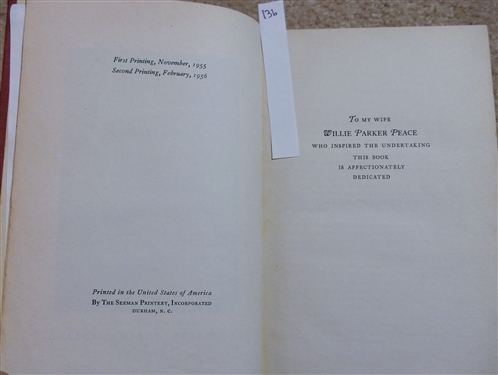 First Printing, November, 1955
Second Printing, February, 1956
Printed in the United States of America
By The Seeman Printery, Incorporated
Durham, N. C.
136
To my wife
Willie Parker Peace
who inspired the undertaking
this book
is affectionately
dedicated